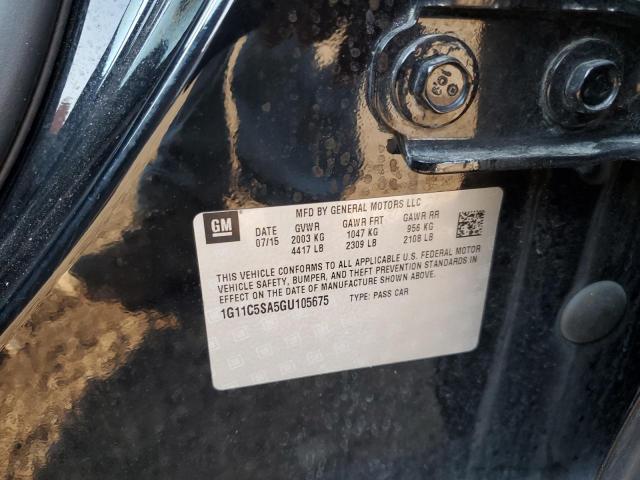 GM
MFD BY GENERAL MOTORS LLC
DATE GVWR GAWR FRT GAWR RR
07/15 2003 KG 1047 KG 956 KG
4417 LB 2309 LB 2108 LB
THIS VEHICLE CONFORMS TO ALL APPLICABLE U.S. FEDERAL MOTOR
VEHICLE SAFETY, BUMPER, AND THEFT PREVENTION STANDARDS IN
EFFECT ON THE DATE OF MANUFACTURE SHOWN ABOVE.
1G11C5SA5GU105675 TYPE: PASS CAR